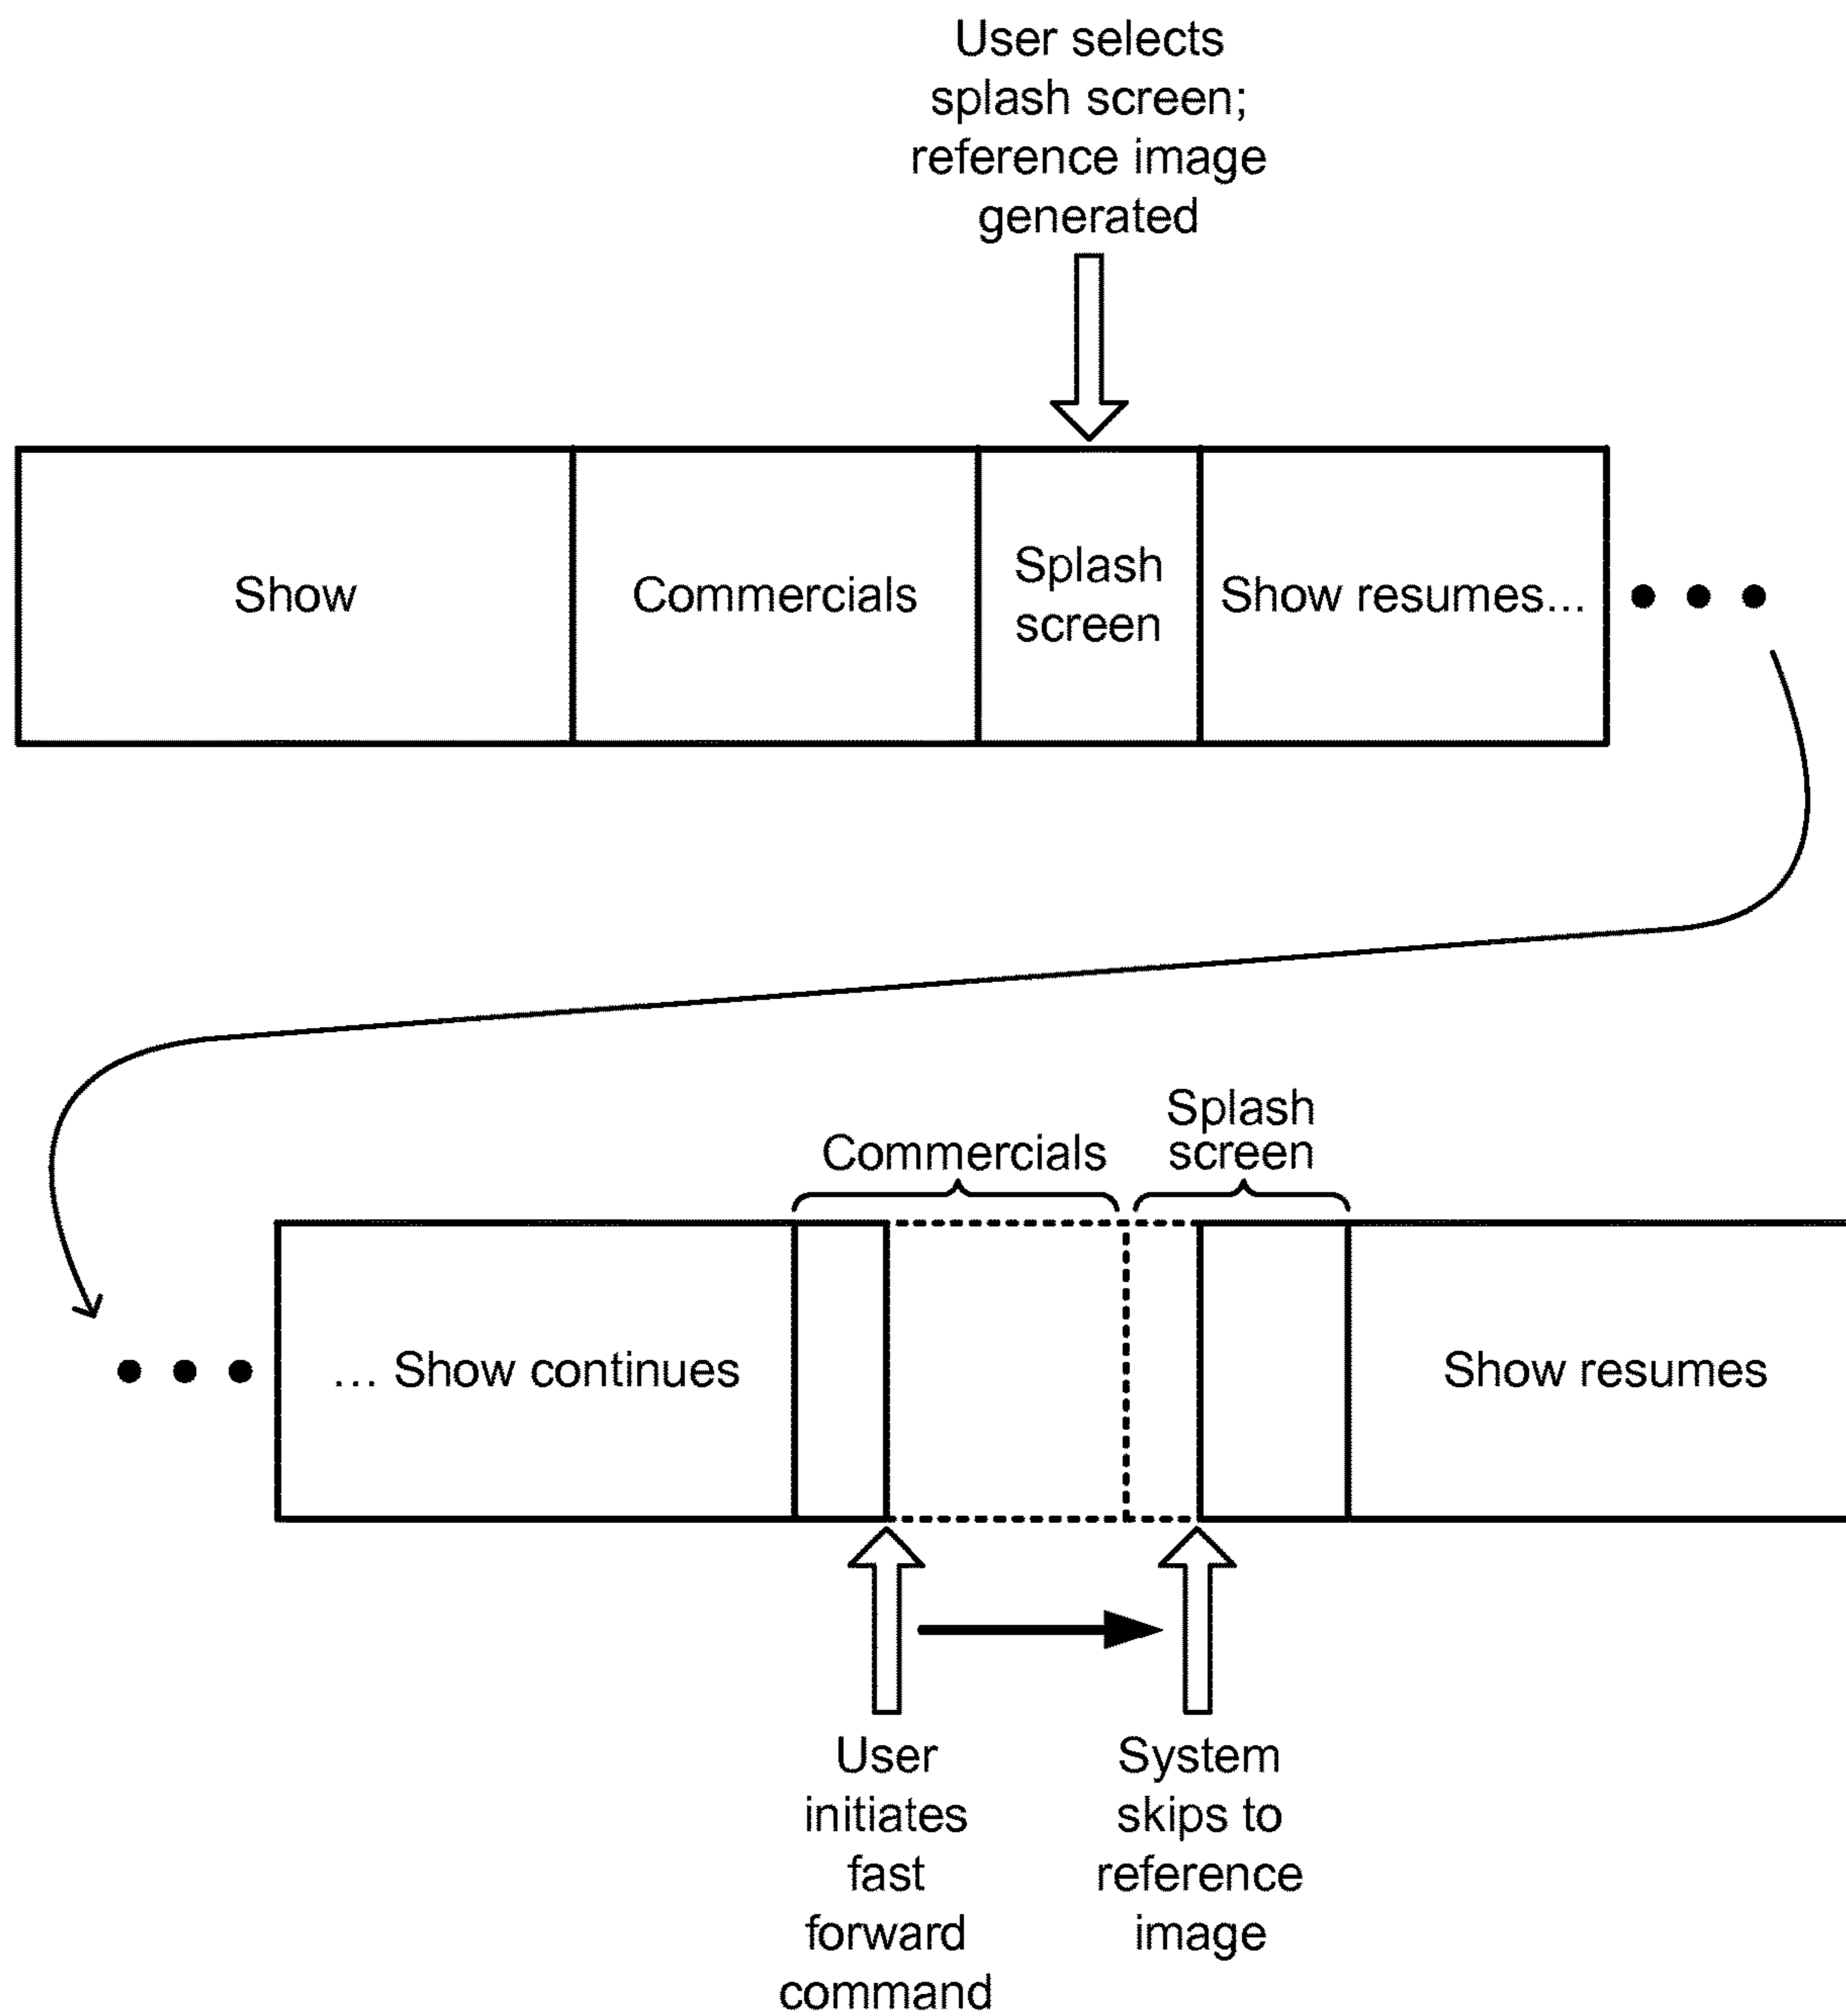 User selects
splash screen;
reference image
generated
Show
Commercials
Splash
screen
Show resumes...
Commercials
Splash
screen
... Show continues
Show resumes
User
initiates
fast
forward
command
System
skips to
reference
image